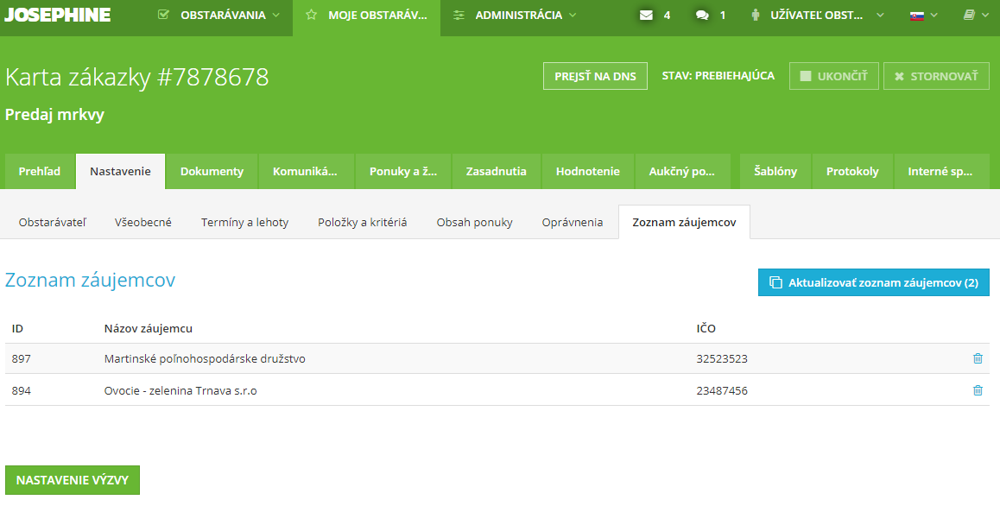 JOSEPHINE OBSTARÁVANIA MOJE OBSTARÁV... ADMINISTRÁCIA 4 1 UŽÍVATEĽ OBST...
Karta zákazky #7878678 PREJSŤ NA DNS STAV: PREBIEHAJÚCA UKONČIŤ STORNOVAŤ
Predaj mrkvy
Prehľad Nastavenie Dokumenty Komuniká... Ponuky a ž... Zasadnutia Hodnotenie Aukčný po... Šablóny Protokoly Interné sp...
Obstarávateľ Všeobecné Termíny a lehoty Položky a kritériá Obsah ponuky Oprávnenia Zoznam záujemcov
Zoznam záujemcov Aktualizovať zoznam záujemcov (2)
ID Názov záujemcu IČO
897 Martinské poľnohospodárske družstvo 32523523
894 Ovocie - zelenina Trnava s.r.o 23487456
NASTAVENIE VÝZVY